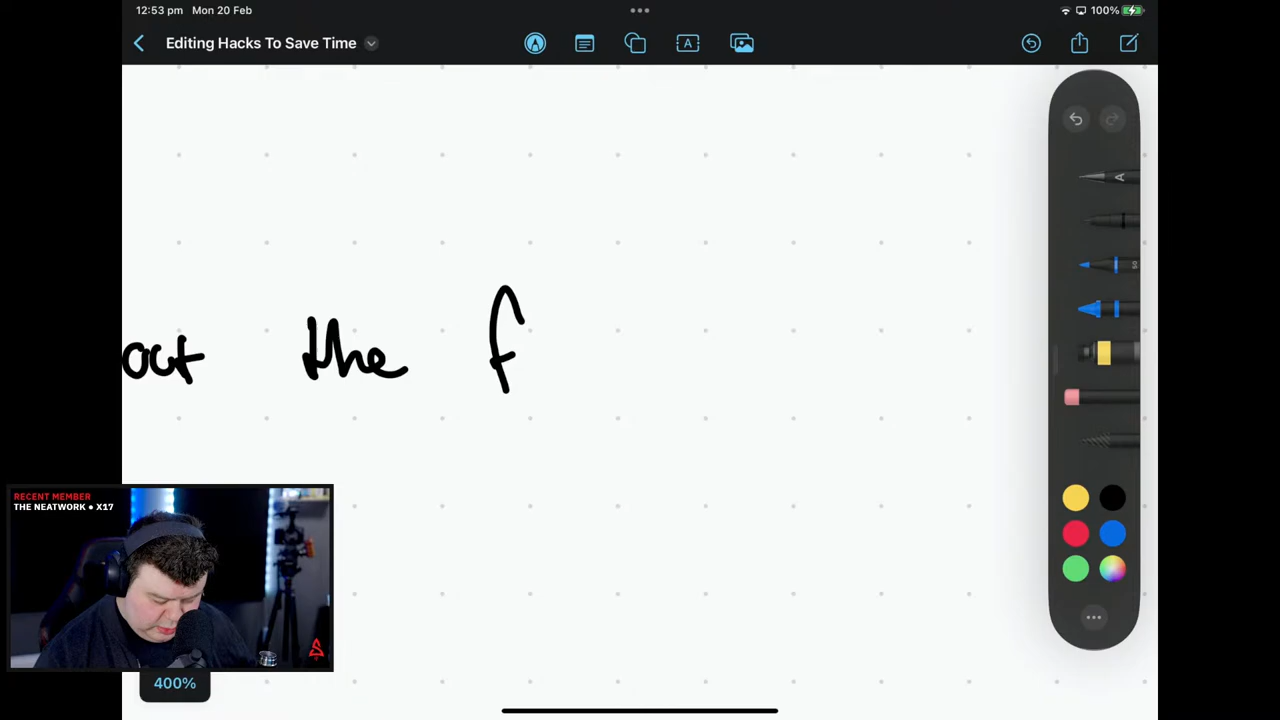 12:53 pm Mon 20 Feb 100%
Editing Hacks To Save Time
A
A
50
out the f
RECENT MEMBER
THE NEATWORK ● X17
400%